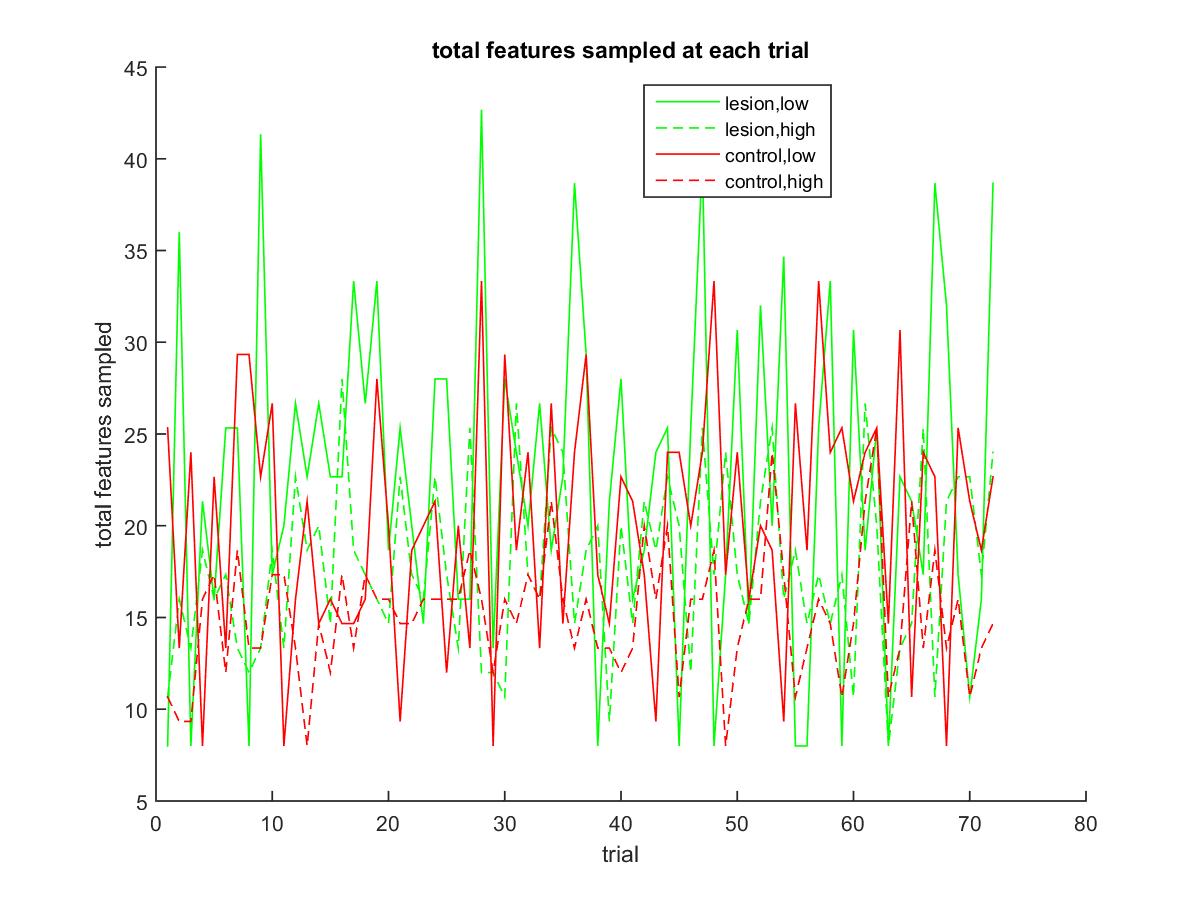 total features sampled at each trial
45
40
35
30
25
20
15
10
5
total features sampled
lesion,low
lesion,high
control,low
control,high
0 10 20 30 40 50 60 70 80
trial